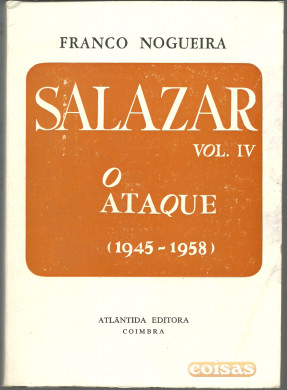 FRANCO NOGUEIRA
SALAZAR
VOL. IV
O
ATAQUE
(1945-1958)
ATLÂNTIDA EDITORA
COIMBRA
coisas